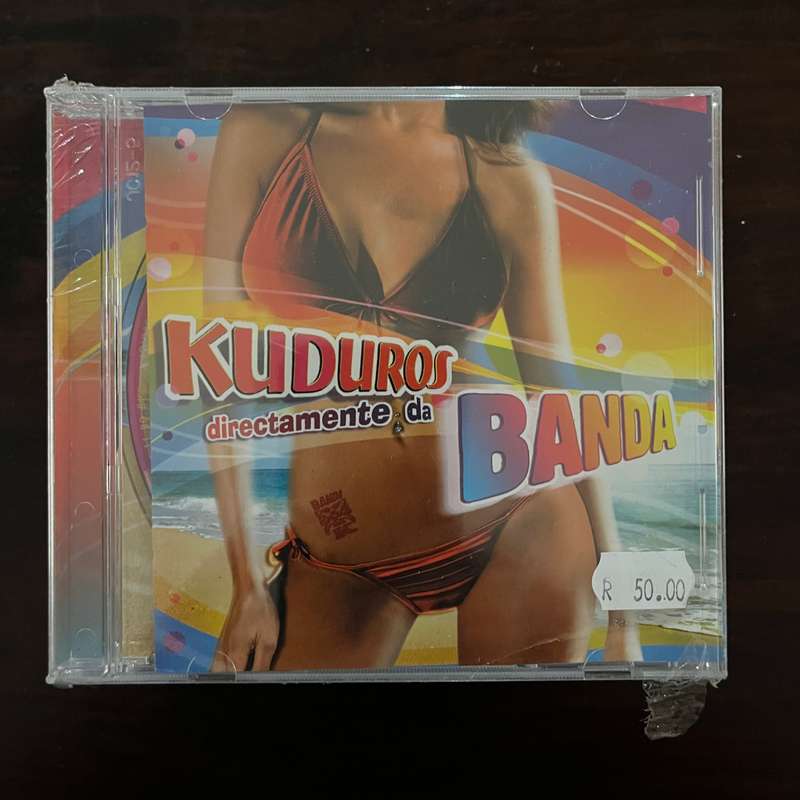 KUDUROS
directamente da
BANDA
R 50.00